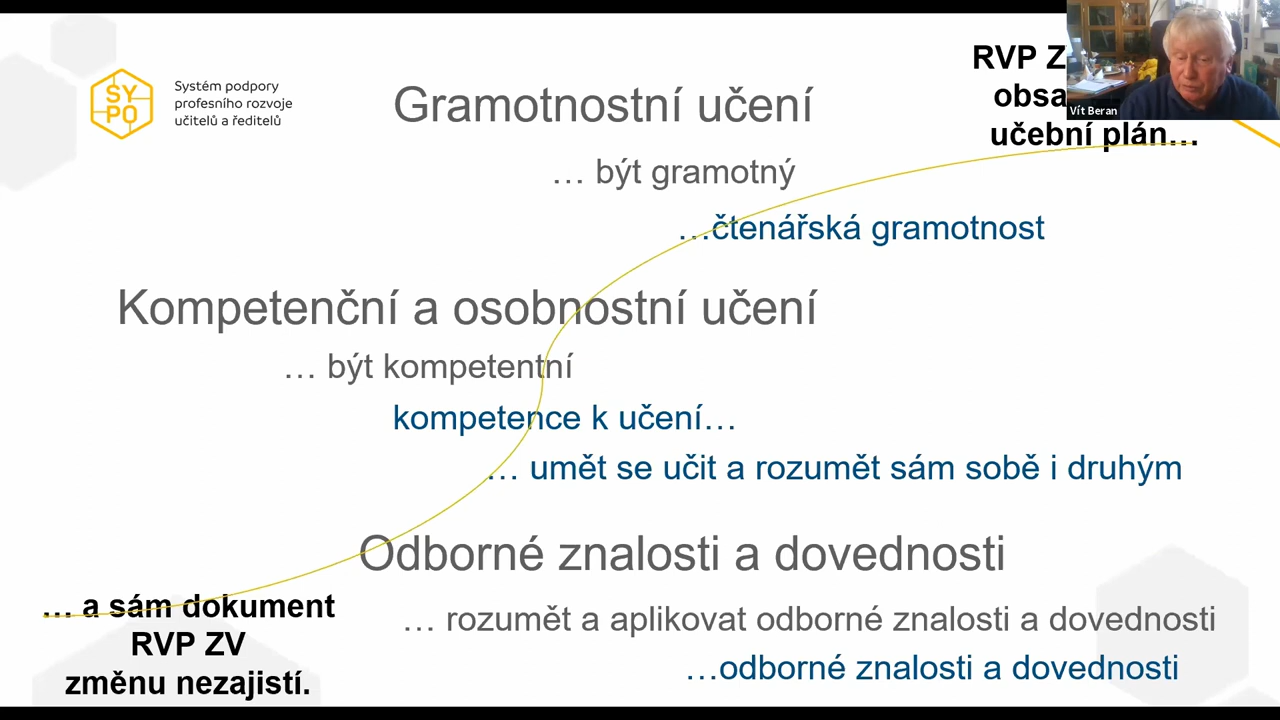 SY
PO
Systém podpory
profesního rozvoje
učitelů a ředitelů
Gramotnostní učení
RVP Z
obsa
učební plán…
Vít Beran
… být gramotný
…čtenářská gramotnost
Kompetenční a osobnostní učení
… být kompetentní
kompetence k učení…
… umět se učit a rozumět sám sobě i druhým
Odborné znalosti a dovednosti
… a sám dokument
RVP ZV
změnu nezajistí.
… rozumět a aplikovat odborné znalosti a dovednosti
…odborné znalosti a dovednosti